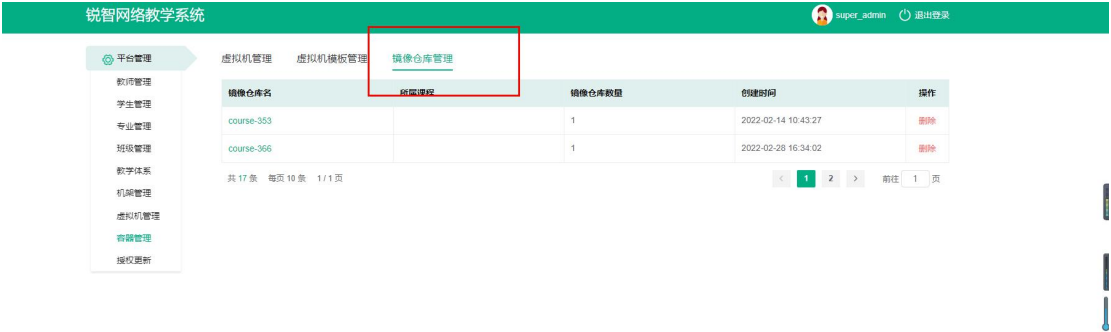 锐智网络教学系统 super_admin 退出登录
平台管理
教师管理
学生管理
专业管理
班级管理
教学体系
机架管理
虚拟机管理
容器管理
授权更新
虚拟机管理 虚拟机模板管理 镜像仓库管理
镜像仓库名 所属课程 镜像仓库数量 创建时间 操作
course-353 1 2022-02-14 10:43:27 删除
course-366 1 2022-02-28 16:34:02 删除
共 17 条 每页 10 条 1 / 1 页 < 1 2 > 前往 1 页